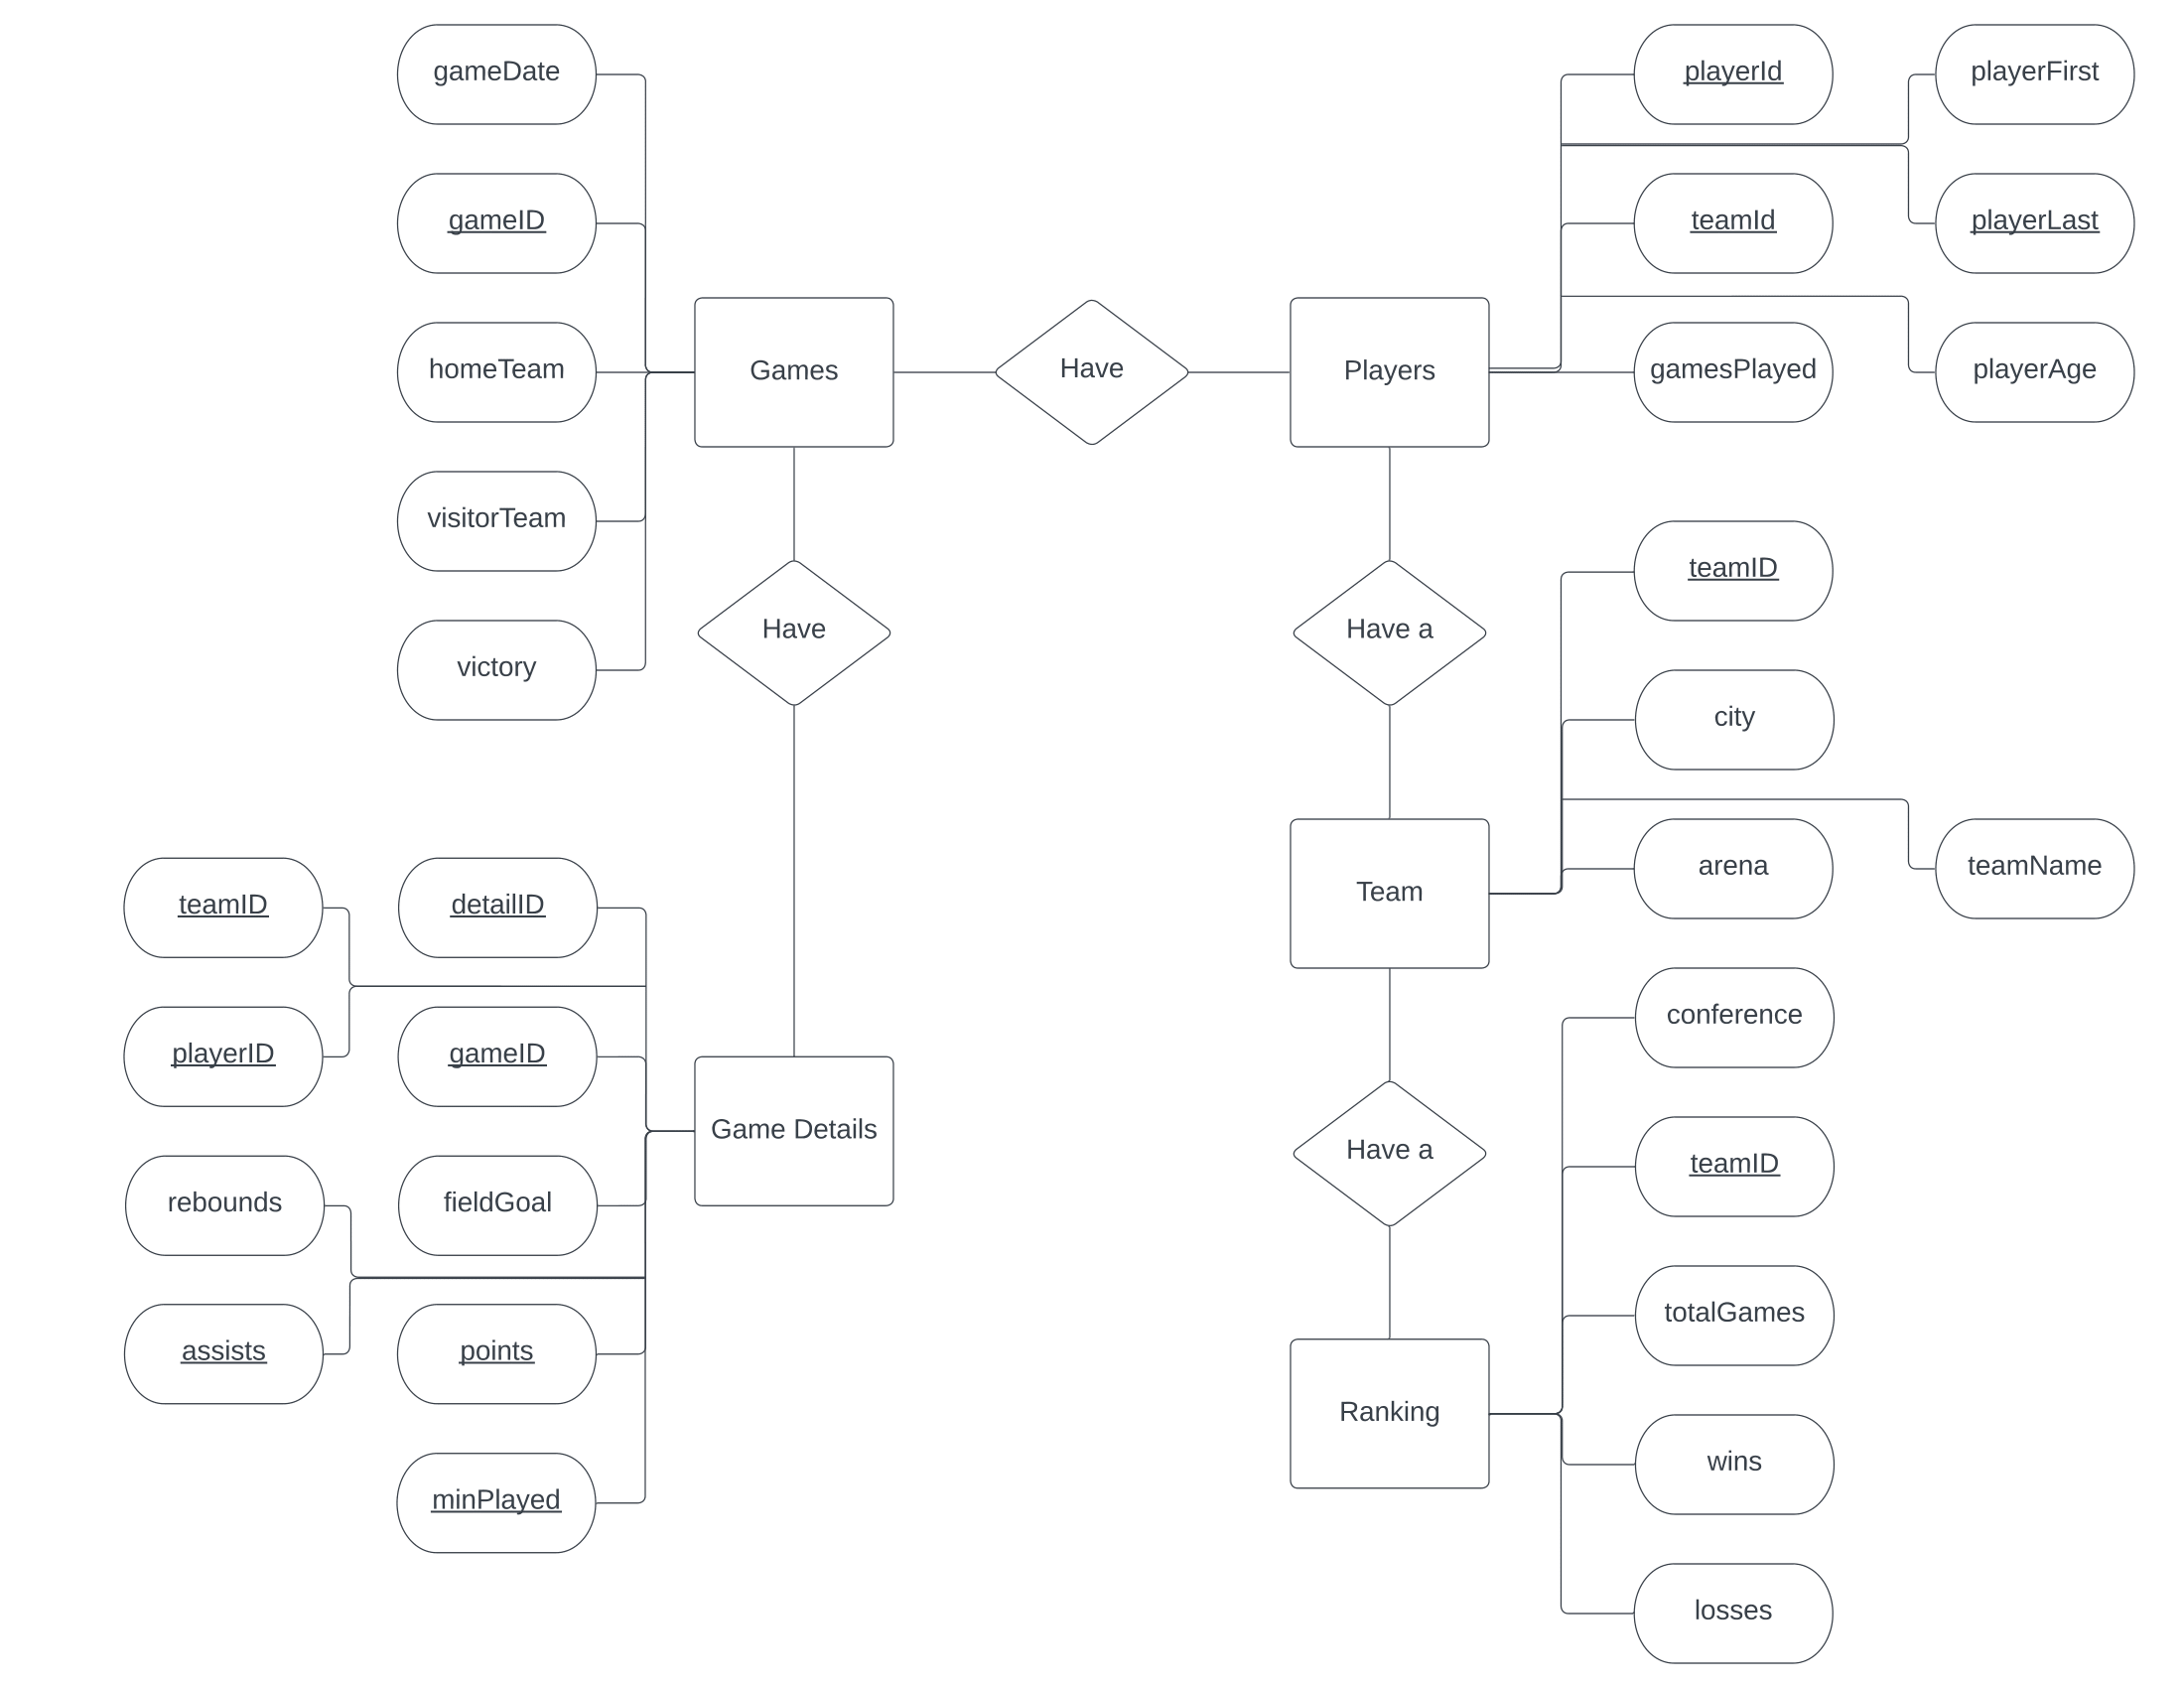 gameDate
playerId
playerFirst
gameID
teamId
playerLast
homeTeam
Games
Have
Players
gamesPlayed
playerAge
visitorTeam
teamID
Have
Have a
victory
city
teamID
detailID
Team
arena
teamName
playerID
gameID
conference
Game Details
Have a
teamID
rebounds
fieldGoal
totalGames
assists
points
Ranking
wins
minPlayed
losses